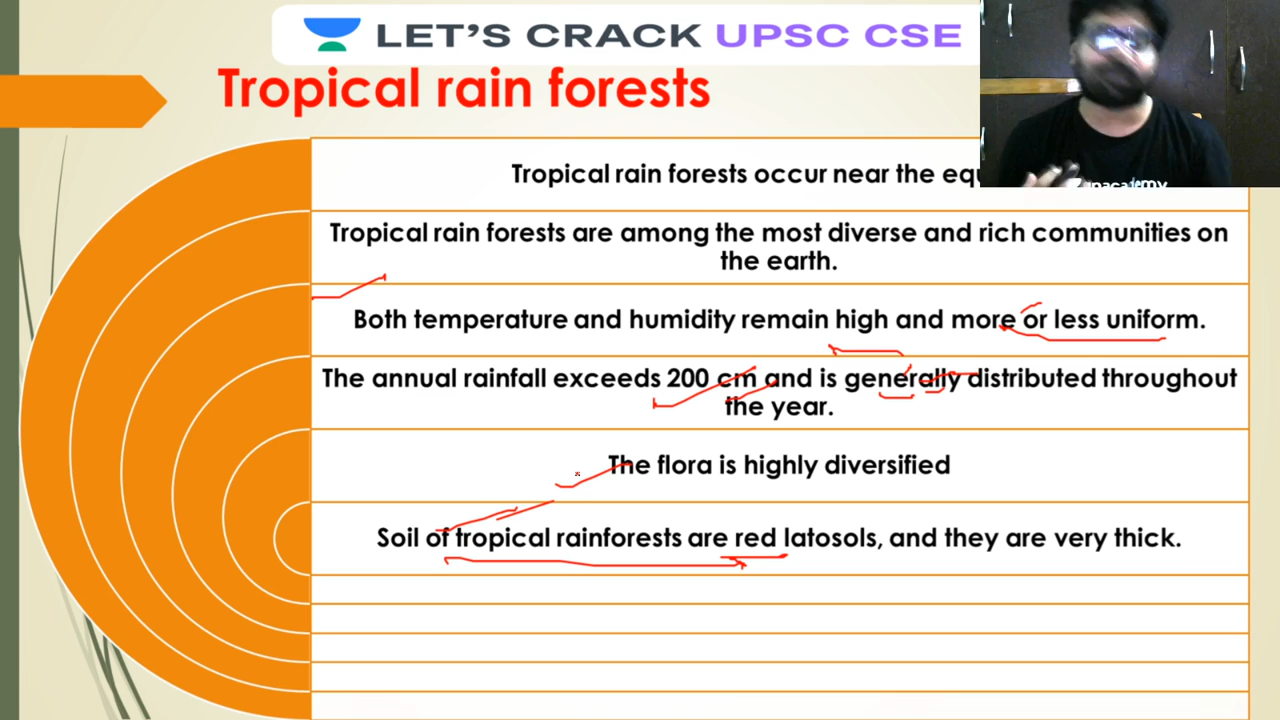 LET'S CRACK UPSC CSE
Tropical rain forests
Tropical rain forests occur near the
Tropical rain forests are among the most diverse and rich communities on
the earth.
Both temperature and humidity remain high and more or less uniform.
The annual rainfall exceeds 200 cm and is generally distributed throughout
the year.
The flora is highly diversified
Soil of tropical rainforests are red latosols, and they are very thick.